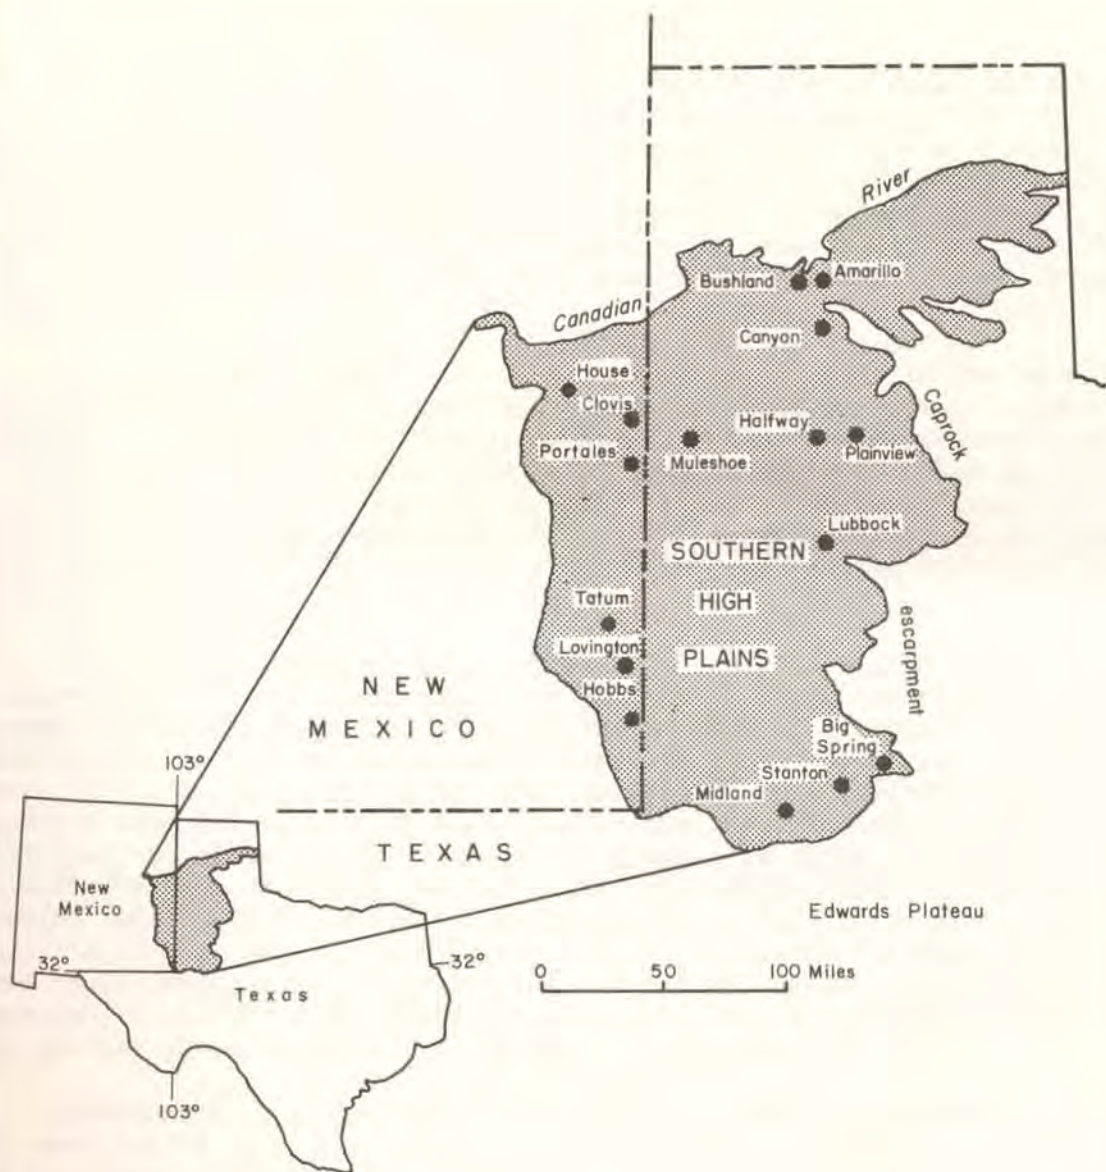 River
Bushland
Amarillo
Canadian
Canyon
House
Clovis
Caprock
Halfway
Portales
Muleshoe
Plainview
Lubbock
SOUTHERN
HIGH
PLAINS
Tatum
Lovington
Hobbs
escarpment
NEW
MEXICO
Big
Spring
Stanton
Midland
103°
TEXAS
New
Mexico
Edwards Plateau
32°
32°
0 50 100 Miles
Texas
103°